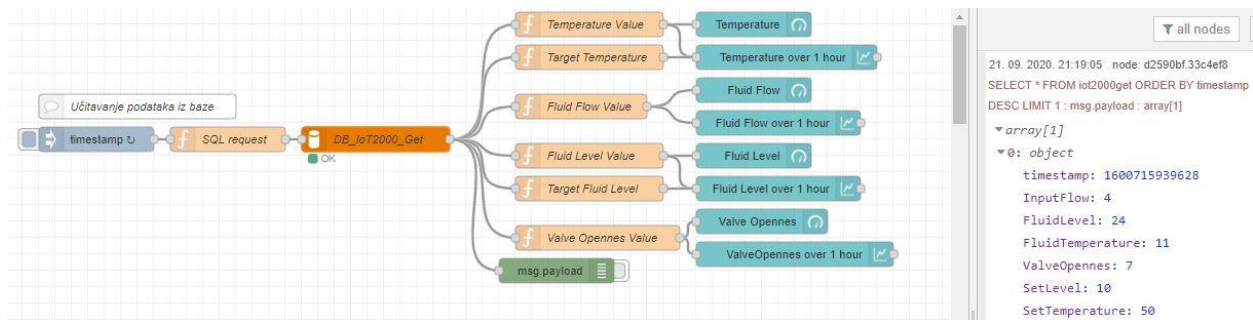 Učitavanje podataka iz baze
timestamp ↻
SQL request
DB_IoT2000_Get
OK
Temperature Value
Target Temperature
Fluid Flow Value
Fluid Level Value
Target Fluid Level
Valve Opennes Value
msg.payload
Temperature
Temperature over 1 hour
Fluid Flow
Fluid Flow over 1 hour
Fluid Level
Fluid Level over 1 hour
Valve Opennes
ValveOpennes over 1 hour
all nodes
21. 09. 2020. 21:19:05 node: d2590bf.33c4ef8
SELECT * FROM iot2000get ORDER BY timestamp
DESC LIMIT 1 : msg.payload : array[1]
array[1]
0: object
timestamp: 1600715939628
InputFlow: 4
FluidLevel: 24
FluidTemperature: 11
ValveOpennes: 7
SetLevel: 10
SetTemperature: 50